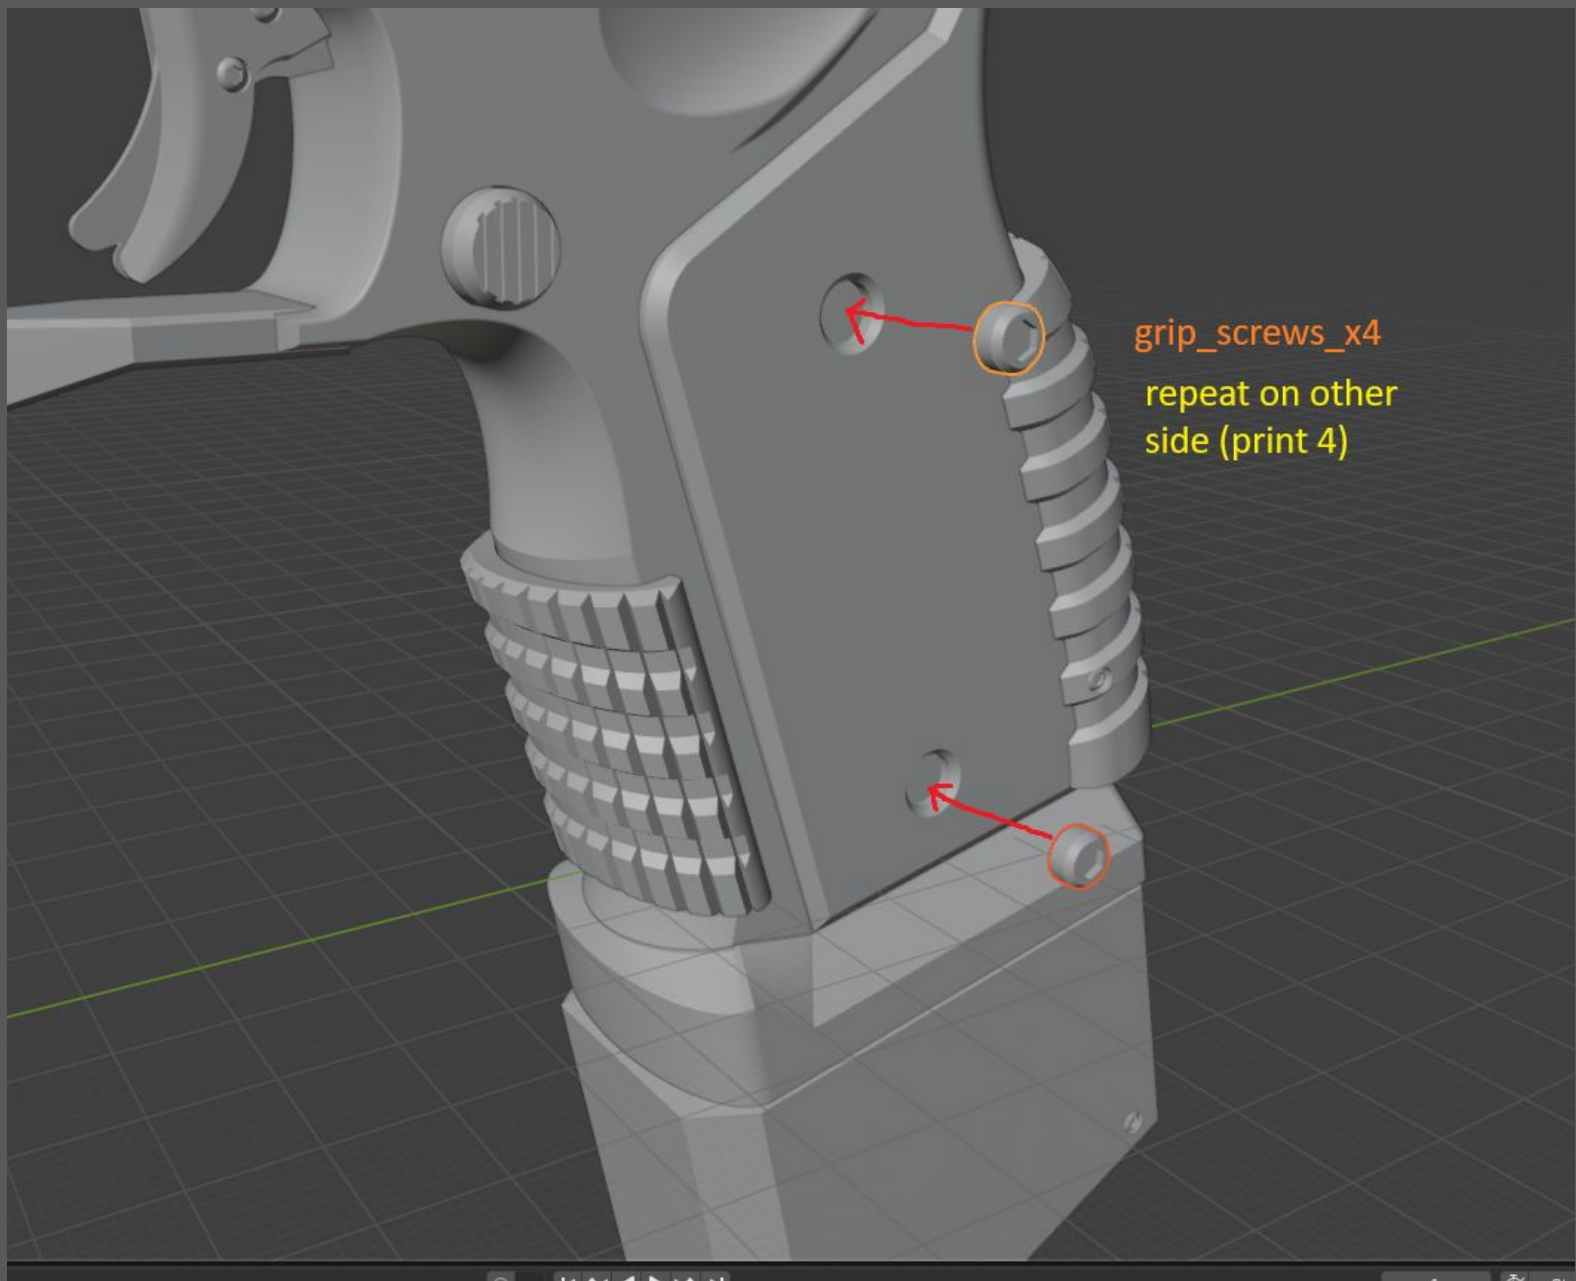 grip_screws_x4
repeat on other
side (print 4)